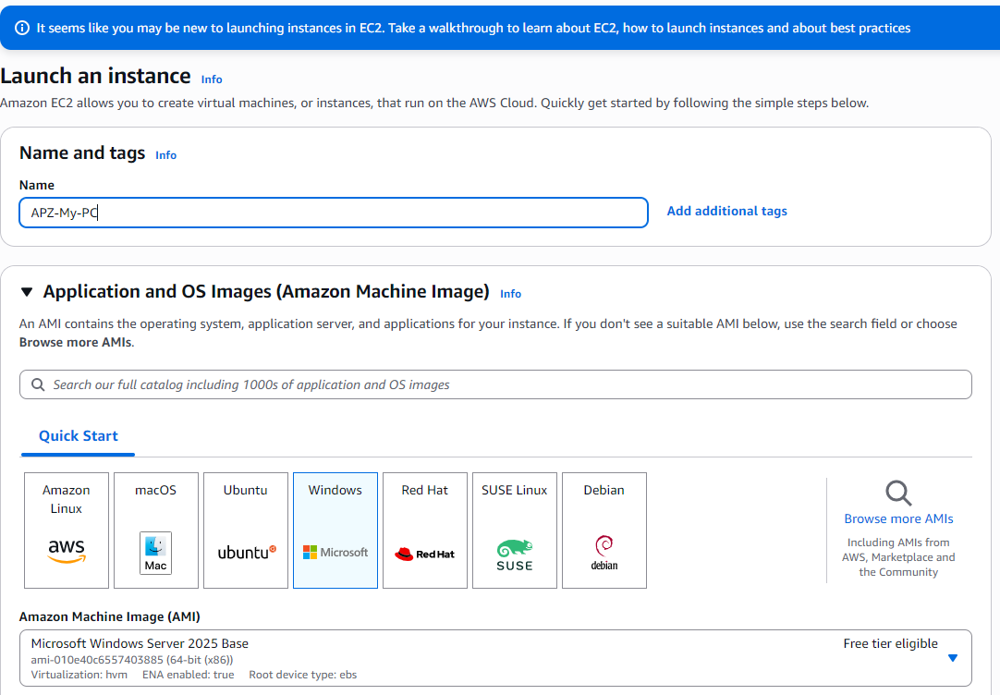 It seems like you may be new to launching instances in EC2. Take a walkthrough to learn about EC2, how to launch instances and about best practices
Launch an instance Info
Amazon EC2 allows you to create virtual machines, or instances, that run on the AWS Cloud. Quickly get started by following the simple steps below.
Name and tags Info
Name
APZ-My-PC
Add additional tags
Application and OS Images (Amazon Machine Image) Info
An AMI contains the operating system, application server, and applications for your instance. If you don't see a suitable AMI below, use the search field or choose
Browse more AMIs.
Search our full catalog including 1000s of application and OS images
Quick Start
Amazon
Linux
aws
macOS
Mac
Ubuntu
ubuntu
Windows
Microsoft
Red Hat
Red Hat
SUSE Linux
SUSE
Debian
debian
Browse more AMIs
Including AMIs from
AWS, Marketplace and
the Community
Amazon Machine Image (AMI)
Microsoft Windows Server 2025 Base
Free tier eligible
ami-010e40c6557403885 (64-bit (x86))
Virtualization: hvm ENA enabled: true Root device type: ebs